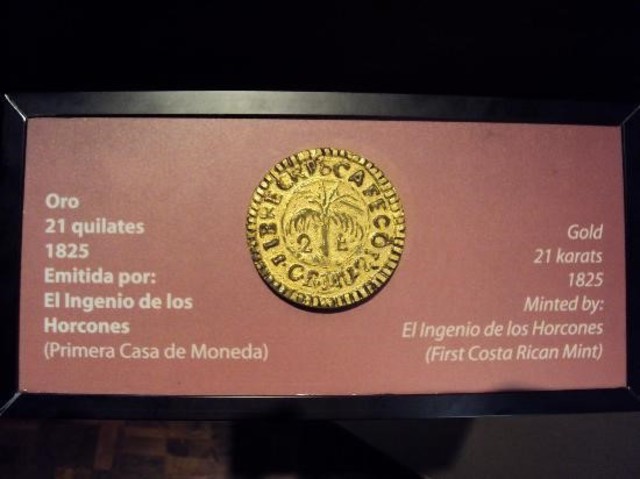 Oro
21 quilates
1825
Emitida por:
El Ingenio de los
Horcones
(Primera Casa de Moneda)
2
Gold
21 karats
1825
Minted by:
El Ingenio de los Horcones
(First Costa Rican Mint)